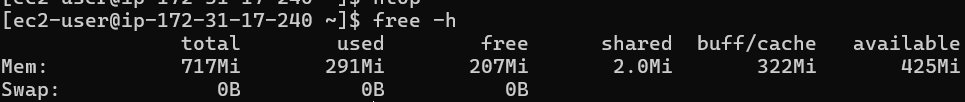 [ec2-user@ip-172-31-17-240 ~]$ htop
[ec2-user@ip-172-31-17-240 ~]$ free -h
total used free shared buff/cache available
Mem: 717Mi 291Mi 207Mi 2.0Mi 322Mi 425Mi
Swap: 0B 0B 0B